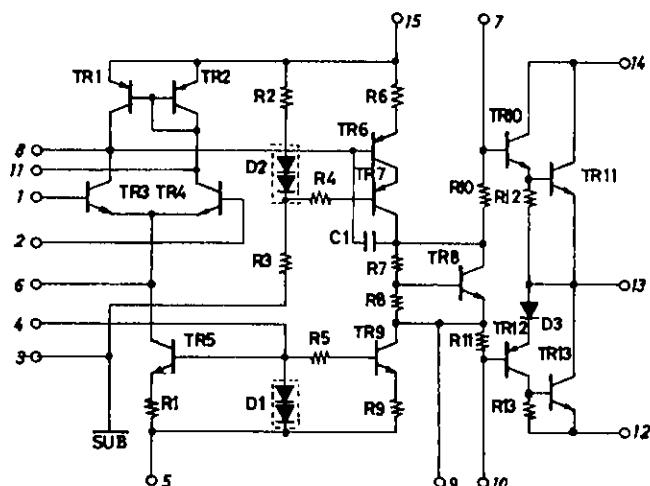 15
7
14
TR1
TR2
R2
R6
TR10
TR6
8
D2
TR7
TR11
11
R4
R10
R12
1
TR3
TR4
2
C1
R3
R7
TR8
6
13
R8
4
TR9
R11
TR12
D3
TR5
R5
TR13
3
R1
D1
R9
R13
SUB
12
5
9
10